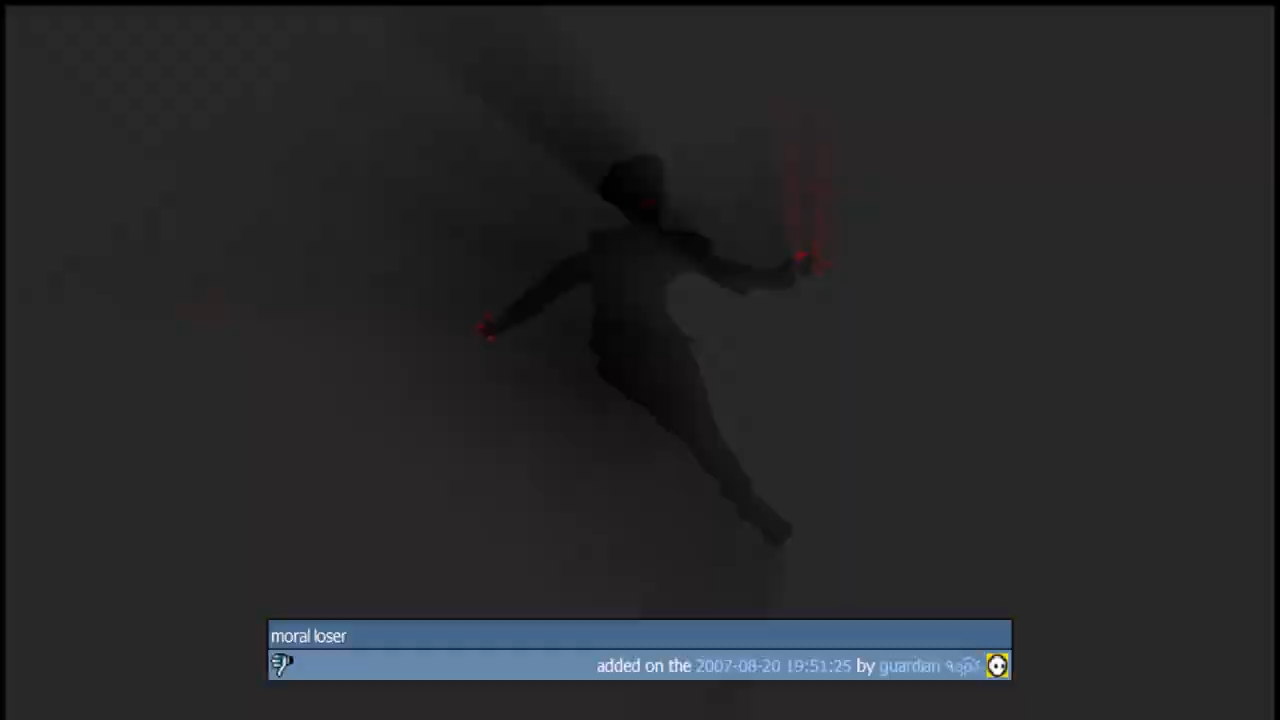 moral loser
added on the 2007-08-20 19:51:25 by guardian